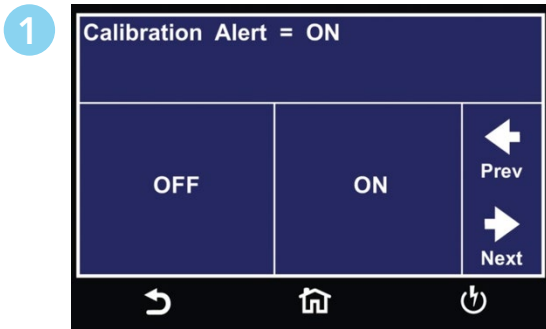 1
Calibration Alert = ON
OFF
ON
Prev
Next